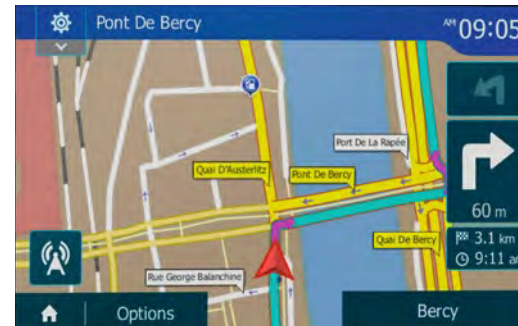 Pont De Bercy
AM 09:05
Port De La Rapée
Quai D'Austerlitz
Pont De Bercy
60 m
Quai De Bercy
3.1 km
9:11 am
Rue George Balanchine
Options
Bercy